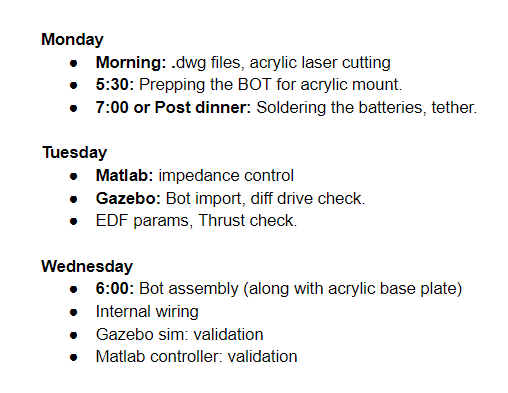 Monday
● Morning: .dwg files, acrylic laser cutting
● 5:30: Prepping the BOT for acrylic mount.
● 7:00 or Post dinner: Soldering the batteries, tether.
Tuesday
● Matlab: impedance control
● Gazebo: Bot import, diff drive check.
● EDF params, Thrust check.
Wednesday
● 6:00: Bot assembly (along with acrylic base plate)
● Internal wiring
● Gazebo sim: validation
● Matlab controller: validation